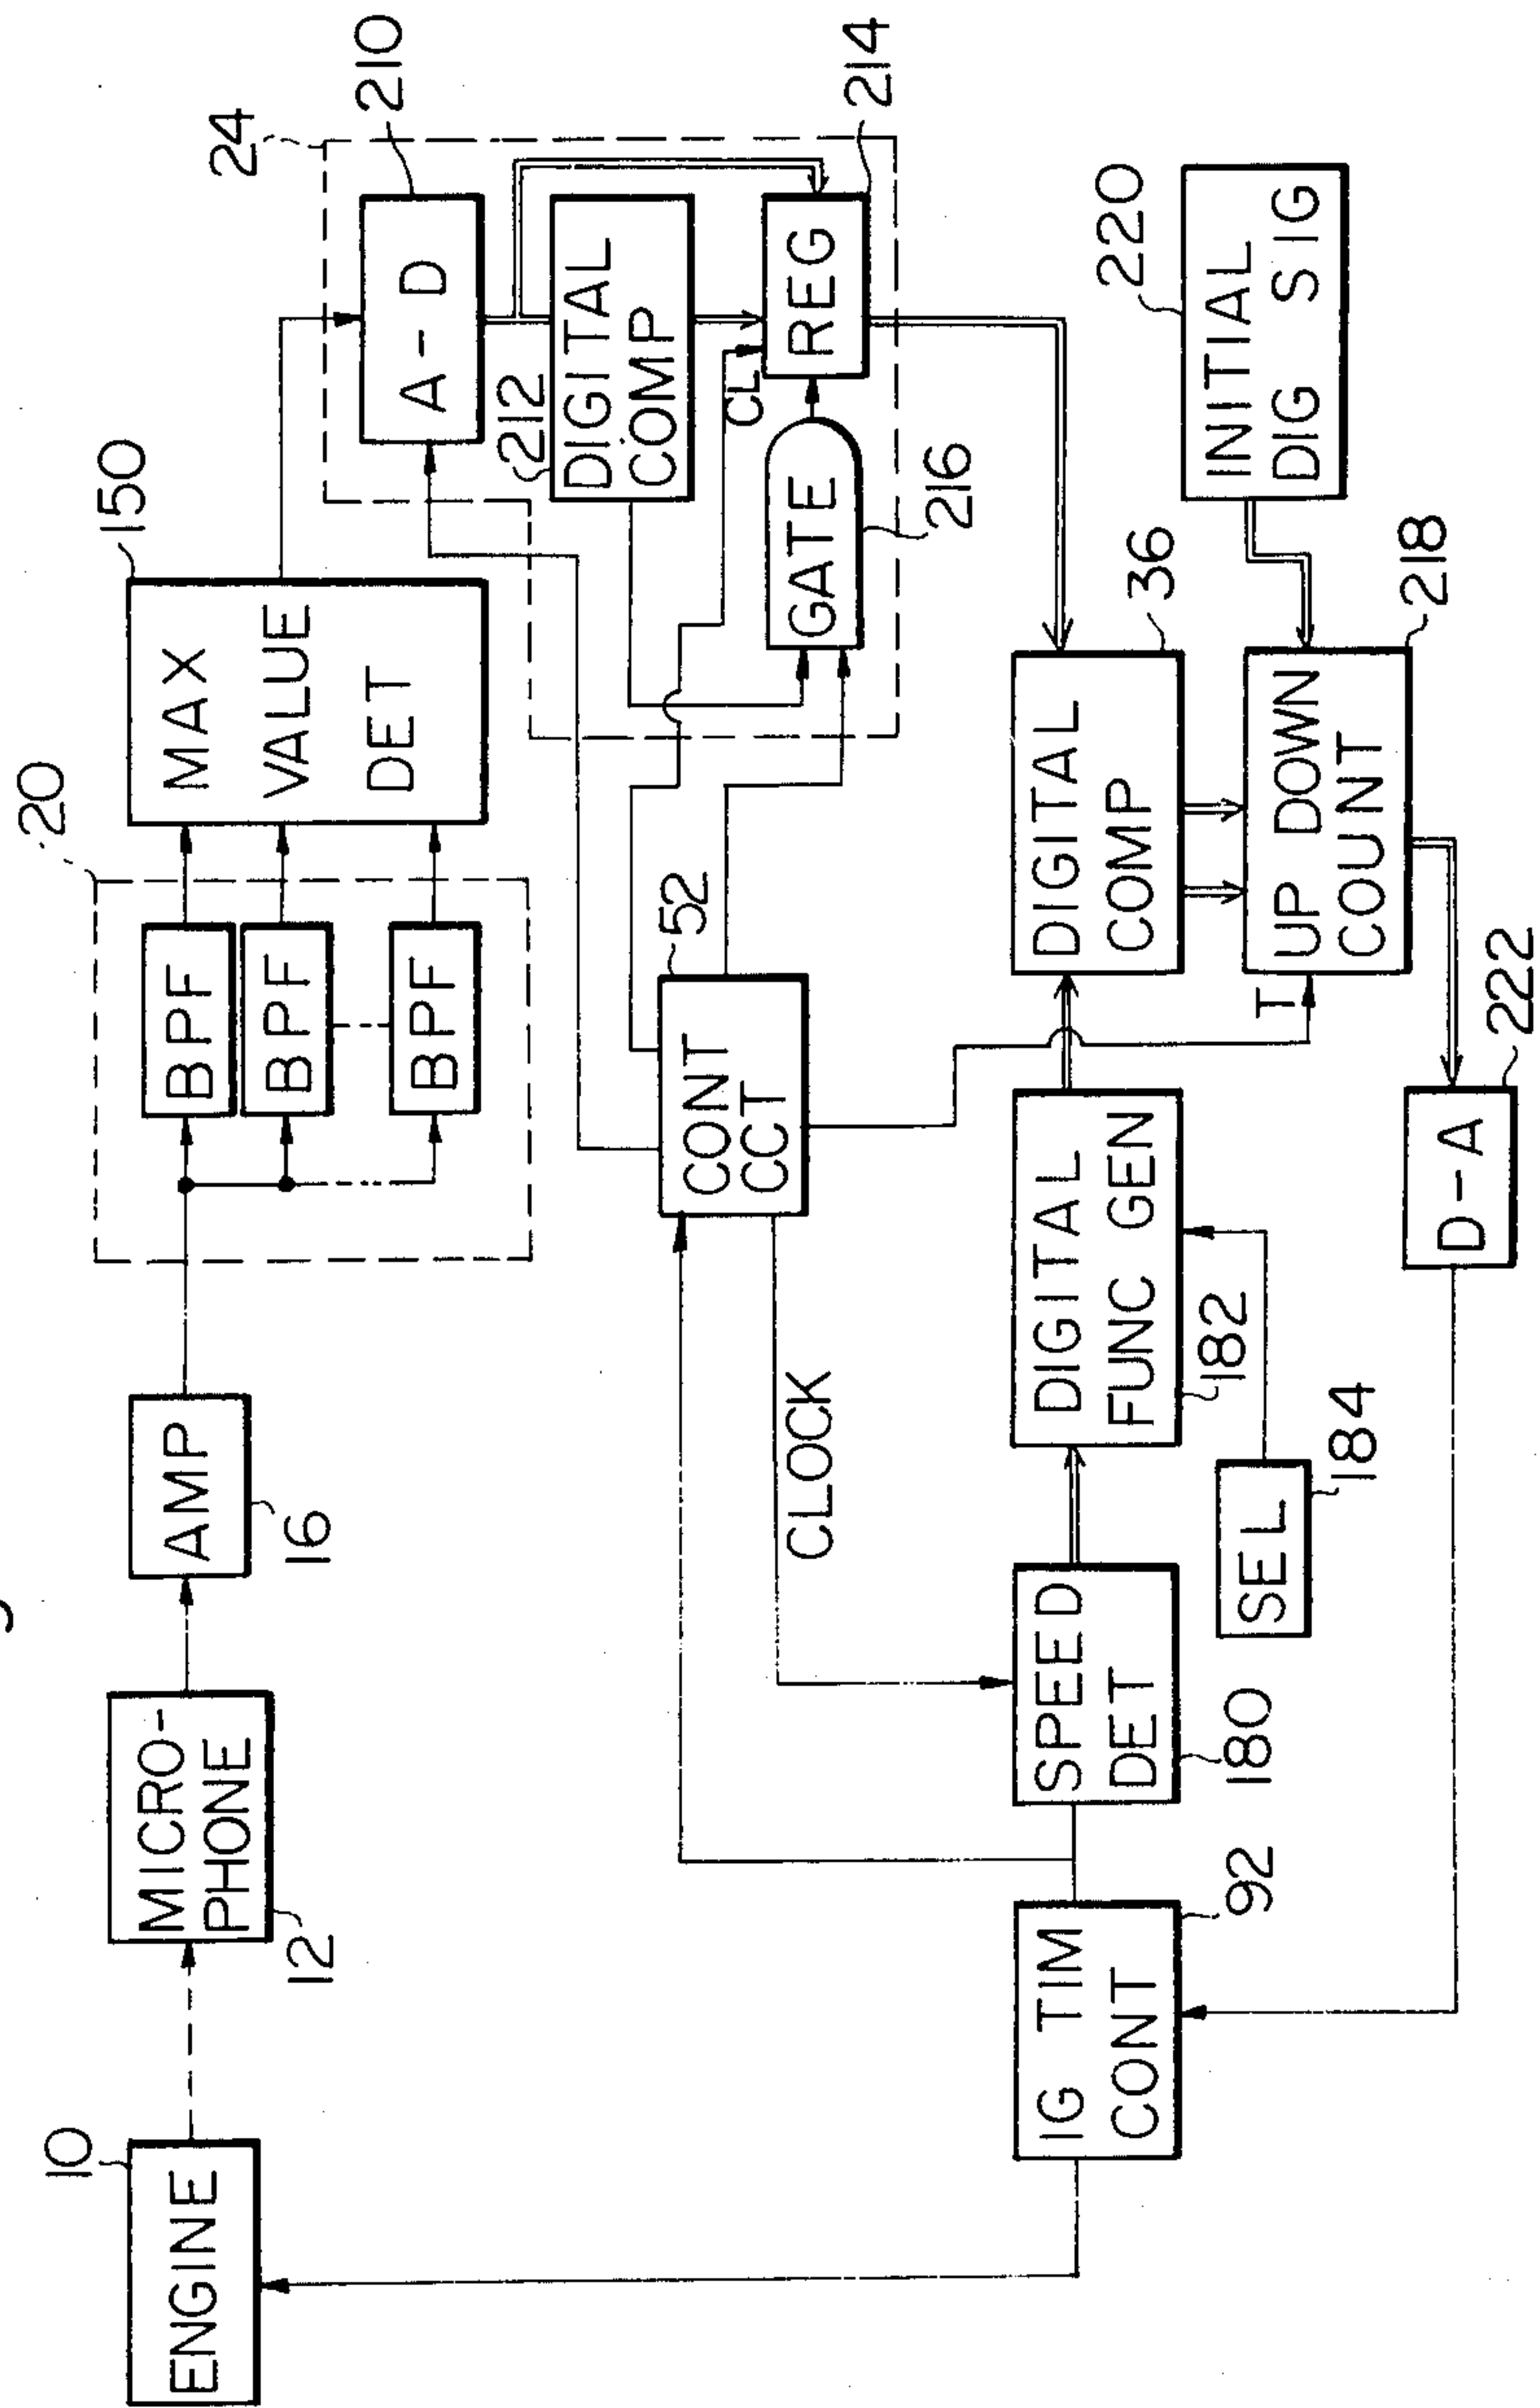 10
ENGINE
MICRO-
PHONE
12
AMP
16
20
BPF
BPF
BPF
150
MAX
VALUE
DET
24
210
A-D
212
DIGITAL
COMP
CL
REG
214
GATE
216
52
CONT
CCT
CLOCK
IG TIM
CONT
92
SPEED
DET
180
DIGITAL
FUNC GEN
182
SEL
184
DIGITAL
COMP
36
T
UP DOWN
COUNT
218
220
INITIAL
DIG SIG
D-A
222